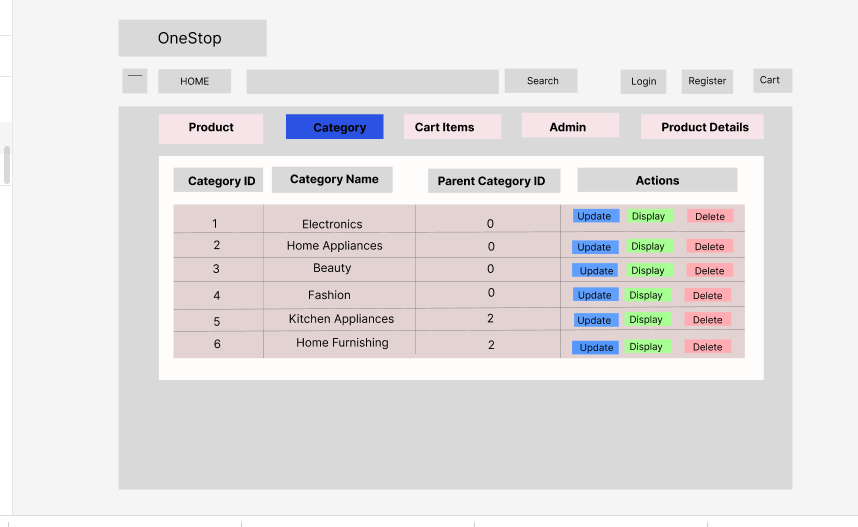 OneStop
HOME Search Login Register Cart
Product Category Cart Items Admin Product Details
Category ID Category Name Parent Category ID Actions
1 Electronics 0 Update Display Delete
2 Home Appliances 0 Update Display Delete
3 Beauty 0 Update Display Delete
4 Fashion 0 Update Display Delete
5 Kitchen Appliances 2 Update Display Delete
6 Home Furnishing 2 Update Display Delete